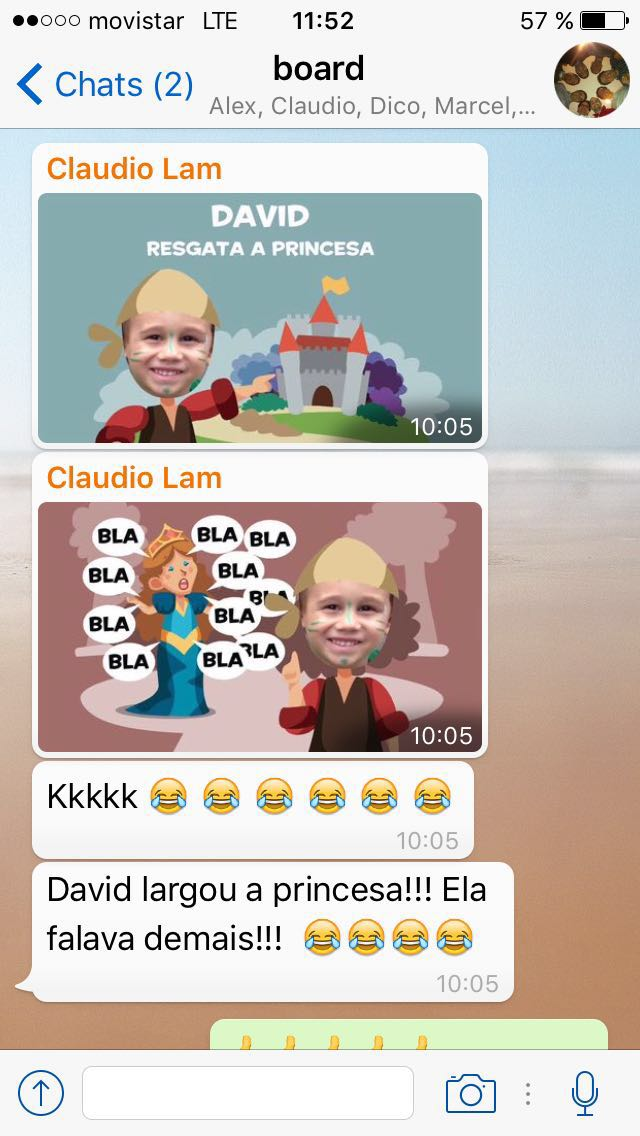 movistar LTE 11:52 57 %
Chats (2) board
Alex, Claudio, Dico, Marcel,...
Claudio Lam
DAVID
RESGATA A PRINCESA
10:05
Claudio Lam
BLA BLA BLA
BLA BLA
BLA
BLA BLA
BLA BLA BLA
10:05
Kkkkk 😂 😂 😂 😂 😂 😂
10:05
David largou a princesa!!! Ela
falava demais!!! 😂😂😂😂
10:05